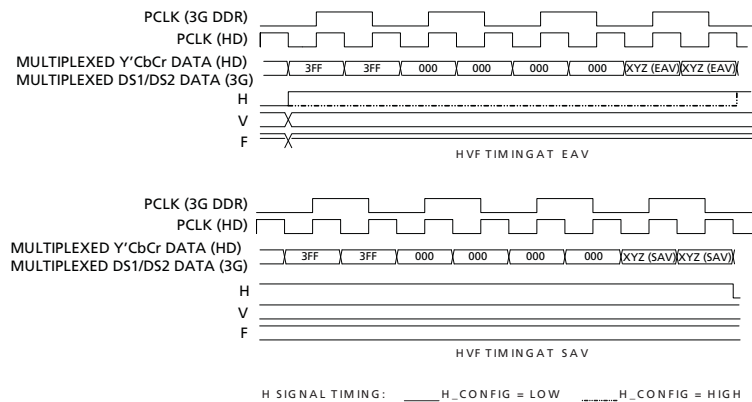 PCLK (3G DDR)
PCLK (HD)
MULTIPLEXED Y'CbCr DATA (HD)
MULTIPLEXED DS1/DS2 DATA (3G)
3FF 3FF 000 000 000 000 XYZ (EAV) XYZ (EAV)
H
V
F
HVF TIMING AT EAV
PCLK (3G DDR)
PCLK (HD)
MULTIPLEXED Y'CbCr DATA (HD)
MULTIPLEXED DS1/DS2 DATA (3G)
3FF 3FF 000 000 000 000 XYZ (SAV) XYZ (SAV)
H
V
F
HVF TIMING AT SAV
H SIGNAL TIMING: H_CONFIG = LOW H_CONFIG = HIGH